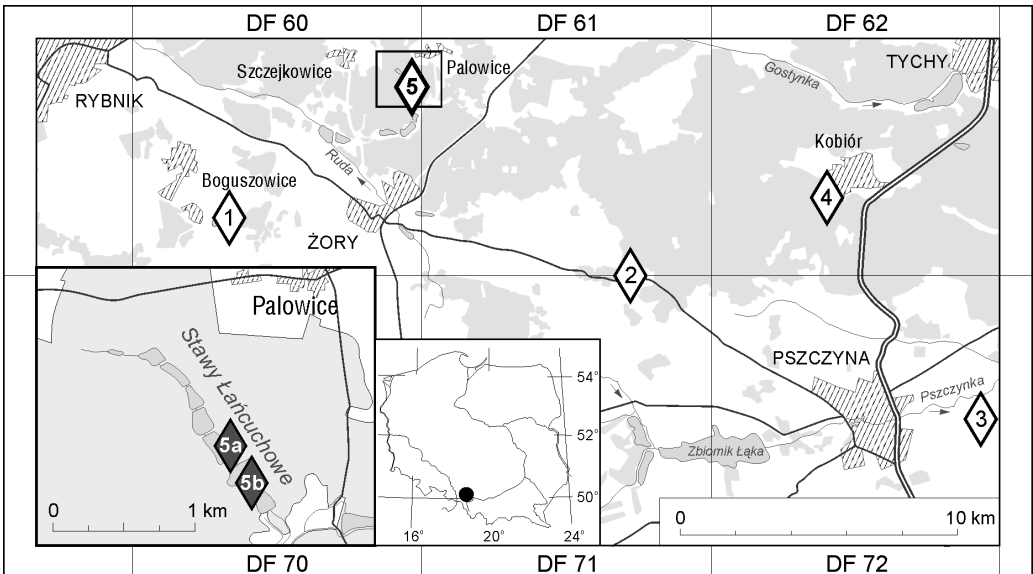 DF 60
DF 61
DF 62
Szczejkowice
5
Palowice
Gostynka
TYCHY
RYBNIK
Ruda
Kobiór
Boguszowice
4
1
ŻORY
2
Palowice
Stawy Łańcuchowe
PSZCZYNA
54°
Pszczynka
3
5a
52°
Zbiornik Łąka
5b
50°
0
1 km
0
10 km
16°
20°
24°
DF 70
DF 71
DF 72